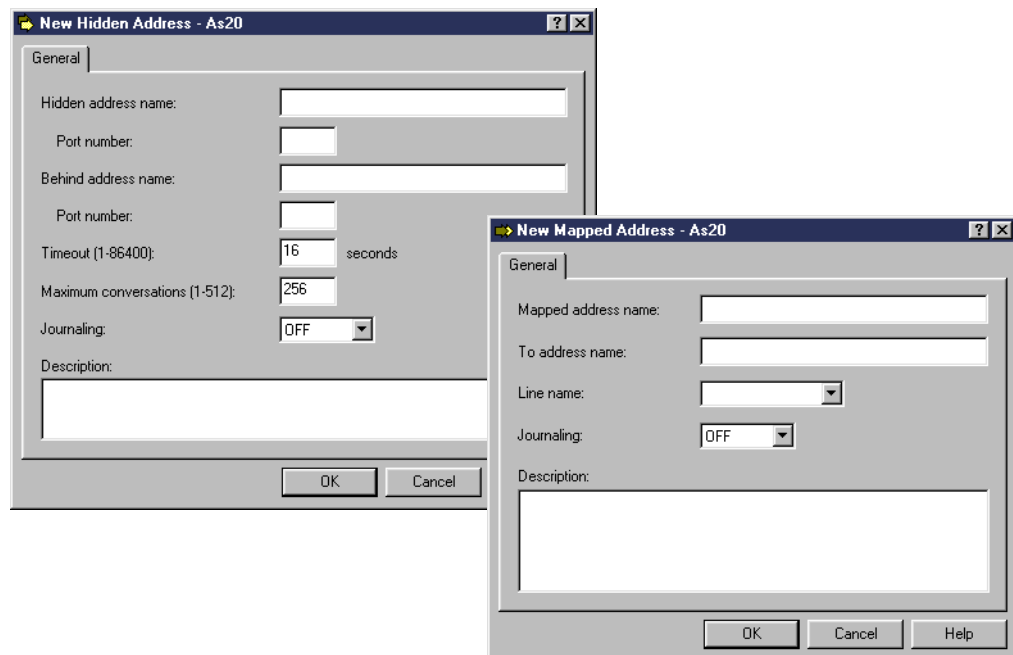 New Hidden Address - As20
General
Hidden address name:
Port number:
Behind address name:
Port number:
Timeout (1-86400): 16 seconds
Maximum conversations (1-512): 256
Journaling: OFF
Description:
OK Cancel
New Mapped Address - As20
General
Mapped address name:
To address name:
Line name:
Journaling: OFF
Description:
OK Cancel Help